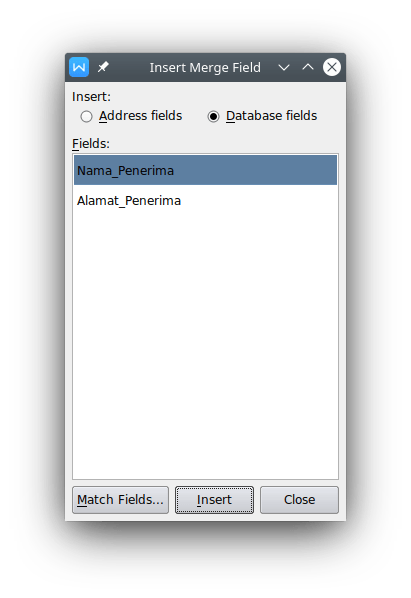 Insert Merge Field
Insert:
Address fields
Database fields
Fields:
Nama_Penerima
Alamat_Penerima
Match Fields... Insert Close